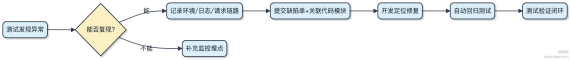 测试发现异常
能否复现?
能
不能
记录环境/日志/请求链路
补充监控埋点
提交缺陷单+关联代码模块
开发定位修复
自动回归测试
测试验证闭环